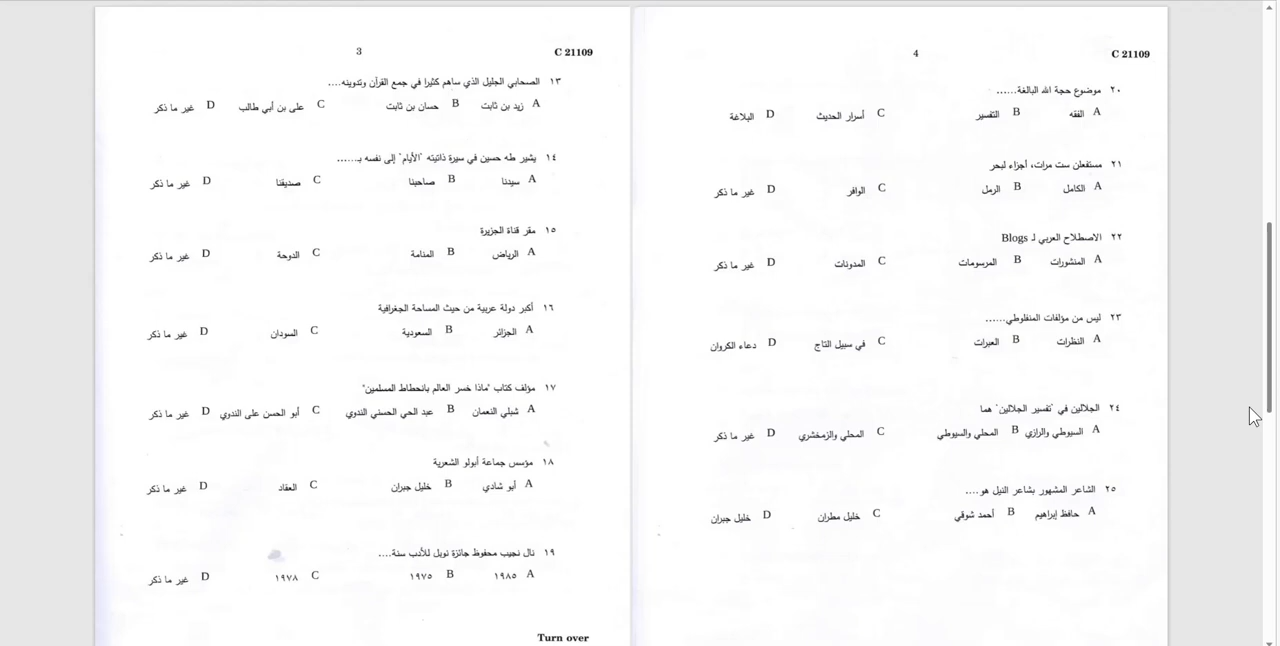 3 C 21109
١٣ الصحابي الجليل الذي ساهم كثيرا في جمع القرآن وتدوينه....
A زيد بن ثابت B حسان بن ثابت C على بن أبي طالب D غير ما ذكر
١٤ يشير طه حسين في سيرة ذاتيته "الأيام" إلى نفسه بـ......
A سيدنا B صاحبنا C صديقنا D غير ما ذكر
١٥ مقر قناة الجزيرة
A الرياض B المنامة C الدوحة D غير ما ذكر
١٦ أكبر دولة عربية من حيث المساحة الجغرافية
A الجزائر B السعودية C السودان D غير ما ذكر
١٧ مؤلف كتاب "ماذا خسر العالم بانحطاط المسلمين"
A شبلي النعمان B عبد الحي الحسني الندوي C أبو الحسن على الندوي D غير ما ذكر
١٨ مؤسس جماعة أبولو الشعرية
A أبو شادي B خليل جبران C العقاد D غير ما ذكر
١٩ نال نجيب محفوظ جائزة نوبل للأدب سنة....
A ١٩٨٥ B ١٩٧٥ C ١٩٧٨ D غير ما ذكر
Turn over
4 C 21109
٢٠ موضوع حجة الله البالغة......
A الفقه B التفسير C أسرار الحديث D البلاغة
٢١ مستفعلن ست مرات، أجزاء لبحر
A الكامل B الرمل C الوافر D غير ما ذكر
٢٢ الاصطلاح العربي لـ Blogs
A المنشورات B المرسومات C المدونات D غير ما ذكر
٢٣ ليس من مؤلفات المنفلوطي......
A النظرات B العبرات C في سبيل التاج D دعاء الكروان
٢٤ الجلالين في "تفسير الجلالين" هما
A السيوطي والرازي B المحلي والسيوطي C المحلي والزمخشري D غير ما ذكر
٢٥ الشاعر المشهور بشاعر النيل هو....
A حافظ إبراهيم B أحمد شوقي C خليل مطران D خليل جبران